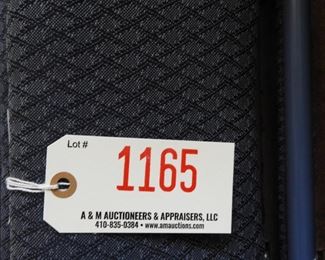 Lot #
1165
A & M AUCTIONEERS & APPRAISERS, LLC
410-835-0384 • www.amauctions.com